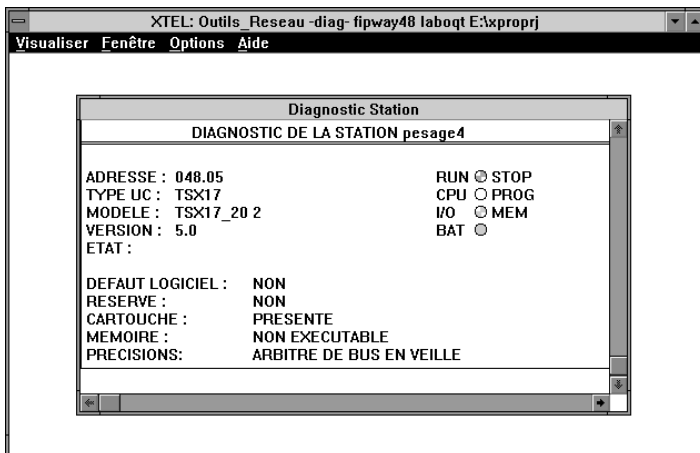 XTEL: Outils_Reseau -diag- fipway48 laboqt E:\xproprj
Visualiser Fenêtre Options Aide
Diagnostic Station
DIAGNOSTIC DE LA STATION pesage4
ADRESSE : 048.05 RUN STOP
TYPE UC : TSX17 CPU PROG
MODELE : TSX17_20 2 I/O MEM
VERSION : 5.0 BAT
ETAT :
DEFAUT LOGICIEL : NON
RESERVE : NON
CARTOUCHE : PRESENTE
MEMOIRE : NON EXECUTABLE
PRECISIONS: ARBITRE DE BUS EN VEILLE